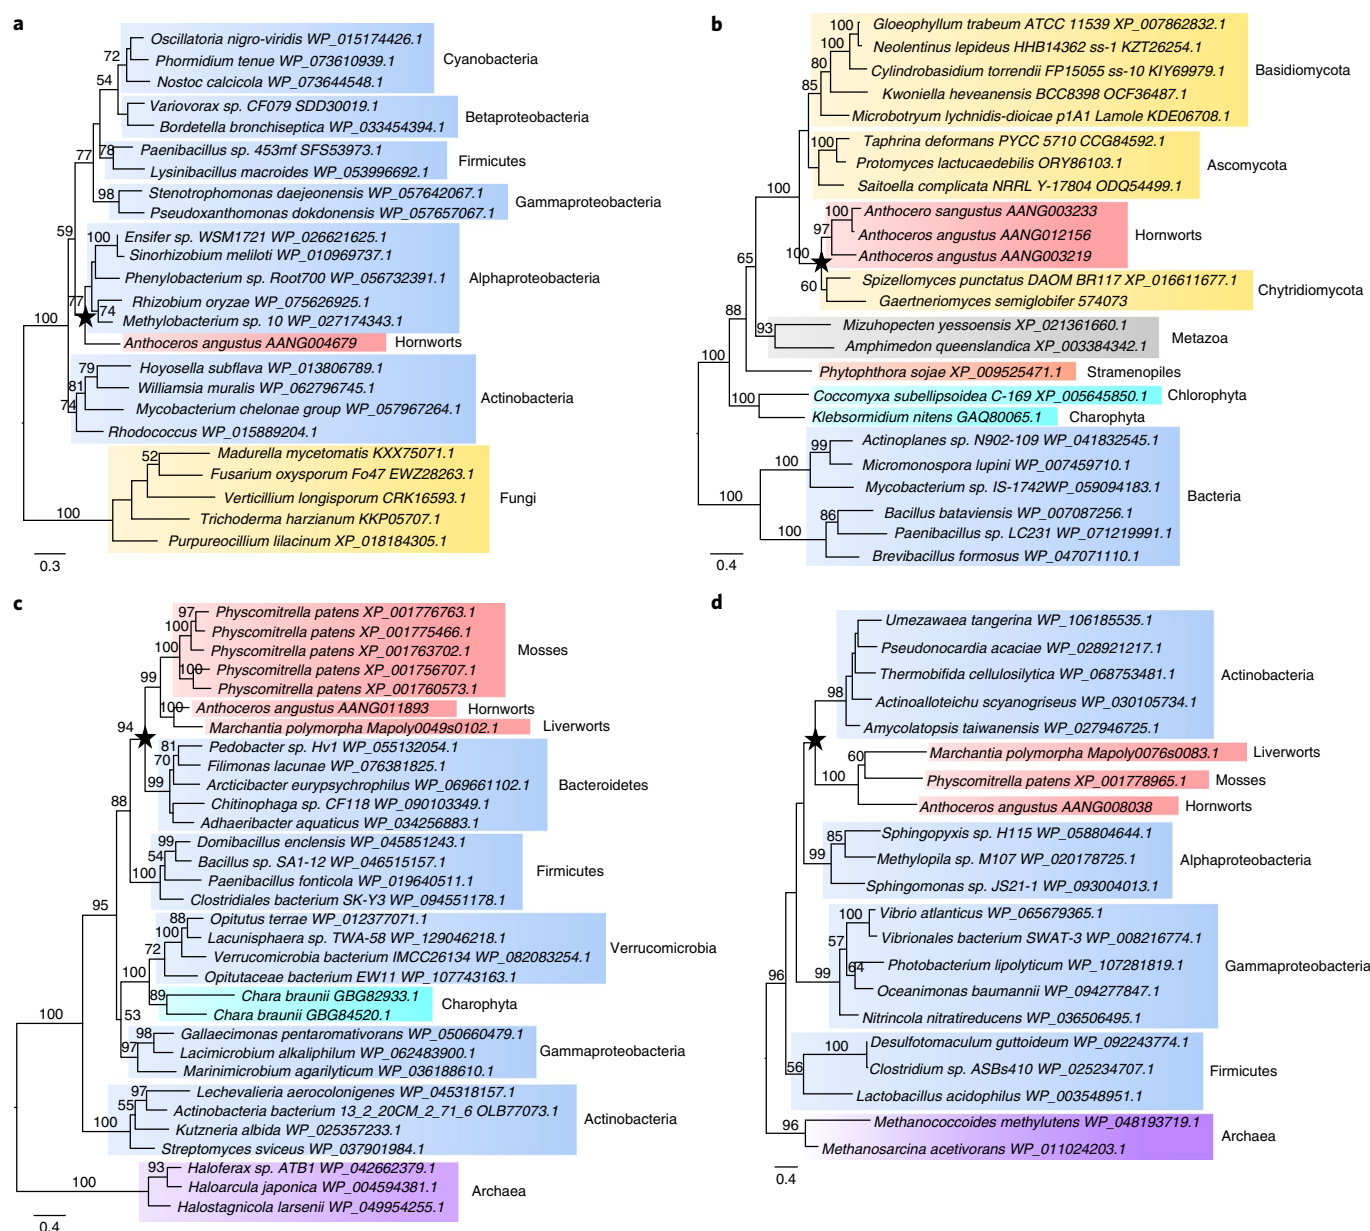 a
Oscillatoria nigro-viridis WP_015174426.1
72
Phormidium tenue WP_073610939.1
Cyanobacteria
54
Nostoc calcicola WP_073644548.1
Variovorax sp. CF079 SDD30019.1
Betaproteobacteria
Bordetella bronchiseptica WP_033454394.1
77
78
Paenibacillus sp. 453mf SFS53973.1
Firmicutes
Lysinibacillus macroides WP_053996692.1
98
Stenotrophomonas daejeonensis WP_057642067.1
Gammaproteobacteria
Pseudoxanthomonas dokdonensis WP_057657067.1
59
100
Ensifer sp. WSM1721 WP_026621625.1
Sinorhizobium meliloti WP_010969737.1
Phenylobacterium sp. Root700 WP_056732391.1
Alphaproteobacteria
77
Rhizobium oryzae WP_075626925.1
74
Methylobacterium sp. 10 WP_027174343.1
100
Anthoceros angustus AANG004679
Hornworts
79
Hoyosella subflava WP_013806789.1
81
Williamsia muralis WP_062796745.1
Actinobacteria
74
Mycobacterium chelonae group WP_057967264.1
Rhodococcus WP_015889204.1
52
Madurella mycetomatis KXX75071.1
Fusarium oxysporum Fo47 EWZ28263.1
Verticillium longisporum CRK16593.1
Fungi
100
Trichoderma harzianum KKP05707.1
Purpureocillium lilacinum XP_018184305.1
0.3
b
100
Gloeophyllum trabeum ATCC 11539 XP_007862832.1
100
Neolentinus lepideus HHB14362 ss-1 KZT26254.1
80
Cylindrobasidium torrendii FP15055 ss-10 KIY69979.1
Basidiomycota
85
Kwoniella heveanensis BCC8398 OCF36487.1
Microbotryum lychnidis-dioicae p1A1 Lamole KDE06708.1
100
Taphrina deformans PYCC 5710 CCG84592.1
Protomyces lactucaedebilis ORY86103.1
Ascomycota
100
Saitoella complicata NRRL Y-17804 ODQ54499.1
100
Anthocero sangustus AANG003233
97
Anthoceros angustus AANG012156
Hornworts
100
Anthoceros angustus AANG003219
65
60
Spizellomyces punctatus DAOM BR117 XP_016611677.1
Chytridiomycota
Gaertneriomyces semiglobifer 574073
88
93
Mizuhopecten yessoensis XP_021361660.1
Metazoa
Amphimedon queenslandica XP_003384342.1
100
Phytophthora sojae XP_009525471.1
Stramenopiles
100
Coccomyxa subellipsoidea C-169 XP_005645850.1
Chlorophyta
Klebsormidium nitens GAQ80065.1
Charophyta
99
Actinoplanes sp. N902-109 WP_041832545.1
100
Micromonospora lupini WP_007459710.1
Mycobacterium sp. IS-1742WP_059094183.1
Bacteria
100
86
Bacillus bataviensis WP_007087256.1
100
Paenibacillus sp. LC231 WP_071219991.1
Brevibacillus formosus WP_047071110.1
0.4
c
97
Physcomitrella patens XP_001776763.1
100
Physcomitrella patens XP_001775466.1
100
Physcomitrella patens XP_001763702.1
Mosses
99
100
Physcomitrella patens XP_001756707.1
Physcomitrella patens XP_001760573.1
100
Anthoceros angustus AANG011893
Hornworts
94
Marchantia polymorpha Mapoly0049s0102.1
Liverworts
81
Pedobacter sp. Hv1 WP_055132054.1
70
Filimonas lacunae WP_076381825.1
99
Arcticibacter eurypsychrophilus WP_069661102.1
Bacteroidetes
88
Chitinophaga sp. CF118 WP_090103349.1
Adhaeribacter aquaticus WP_034256883.1
99
Domibacillus enclensis WP_045851243.1
54
Bacillus sp. SA1-12 WP_046515157.1
Firmicutes
100
Paenibacillus fonticola WP_019640511.1
Clostridiales bacterium SK-Y3 WP_094551178.1
95
88
Opitutus terrae WP_012377071.1
100
Lacunisphaera sp. TWA-58 WP_129046218.1
72
Verrucomicrobia bacterium IMCC26134 WP_082083254.1
Verrucomicrobia
100
Opitutaceae bacterium EW11 WP_107743163.1
89
Chara braunii GBG82933.1
Charophyta
53
Chara braunii GBG84520.1
100
98
Gallaecimonas pentaromativorans WP_050660479.1
97
Lacimicrobium alkaliphilum WP_062483900.1
Gammaproteobacteria
Marinimicrobium agarilyticum WP_036188610.1
97
Lechevalieria aerocolonigenes WP_045318157.1
55
Actinobacteria bacterium 13_2_20CM_2_71_6 OLB77073.1
Actinobacteria
100
Kutzneria albida WP_025357233.1
Streptomyces sviceus WP_037901984.1
93
Haloferax sp. ATB1 WP_042662379.1
100
Haloarcula japonica WP_004594381.1
Archaea
Halostagnicola larsenii WP_049954255.1
0.4
d
Umezawaea tangerina WP_106185535.1
Pseudonocardia acaciae WP_028921217.1
Thermobifida cellulosilytica WP_068753481.1
Actinobacteria
98
Actinoalloteichu scyanogriseus WP_030105734.1
Amycolatopsis taiwanensis WP_027946725.1
60
Marchantia polymorpha Mapoly0076s0083.1
Liverworts
100
Physcomitrella patens XP_001778965.1
Mosses
Anthoceros angustus AANG008038
Hornworts
85
Sphingopyxis sp. H115 WP_058804644.1
99
Methylopila sp. M107 WP_020178725.1
Alphaproteobacteria
Sphingomonas sp. JS21-1 WP_093004013.1
100
Vibrio atlanticus WP_065679365.1
57
Vibrionales bacterium SWAT-3 WP_008216774.1
64
Photobacterium lipolyticum WP_107281819.1
Gammaproteobacteria
96
99
Oceanimonas baumannii WP_094277847.1
Nitrincola nitratireducens WP_036506495.1
100
Desulfotomaculum guttoideum WP_092243774.1
56
Clostridium sp. ASBs410 WP_025234707.1
Firmicutes
Lactobacillus acidophilus WP_003548951.1
96
Methanococcoides methylutens WP_048193719.1
Archaea
Methanosarcina acetivorans WP_011024203.1
0.4